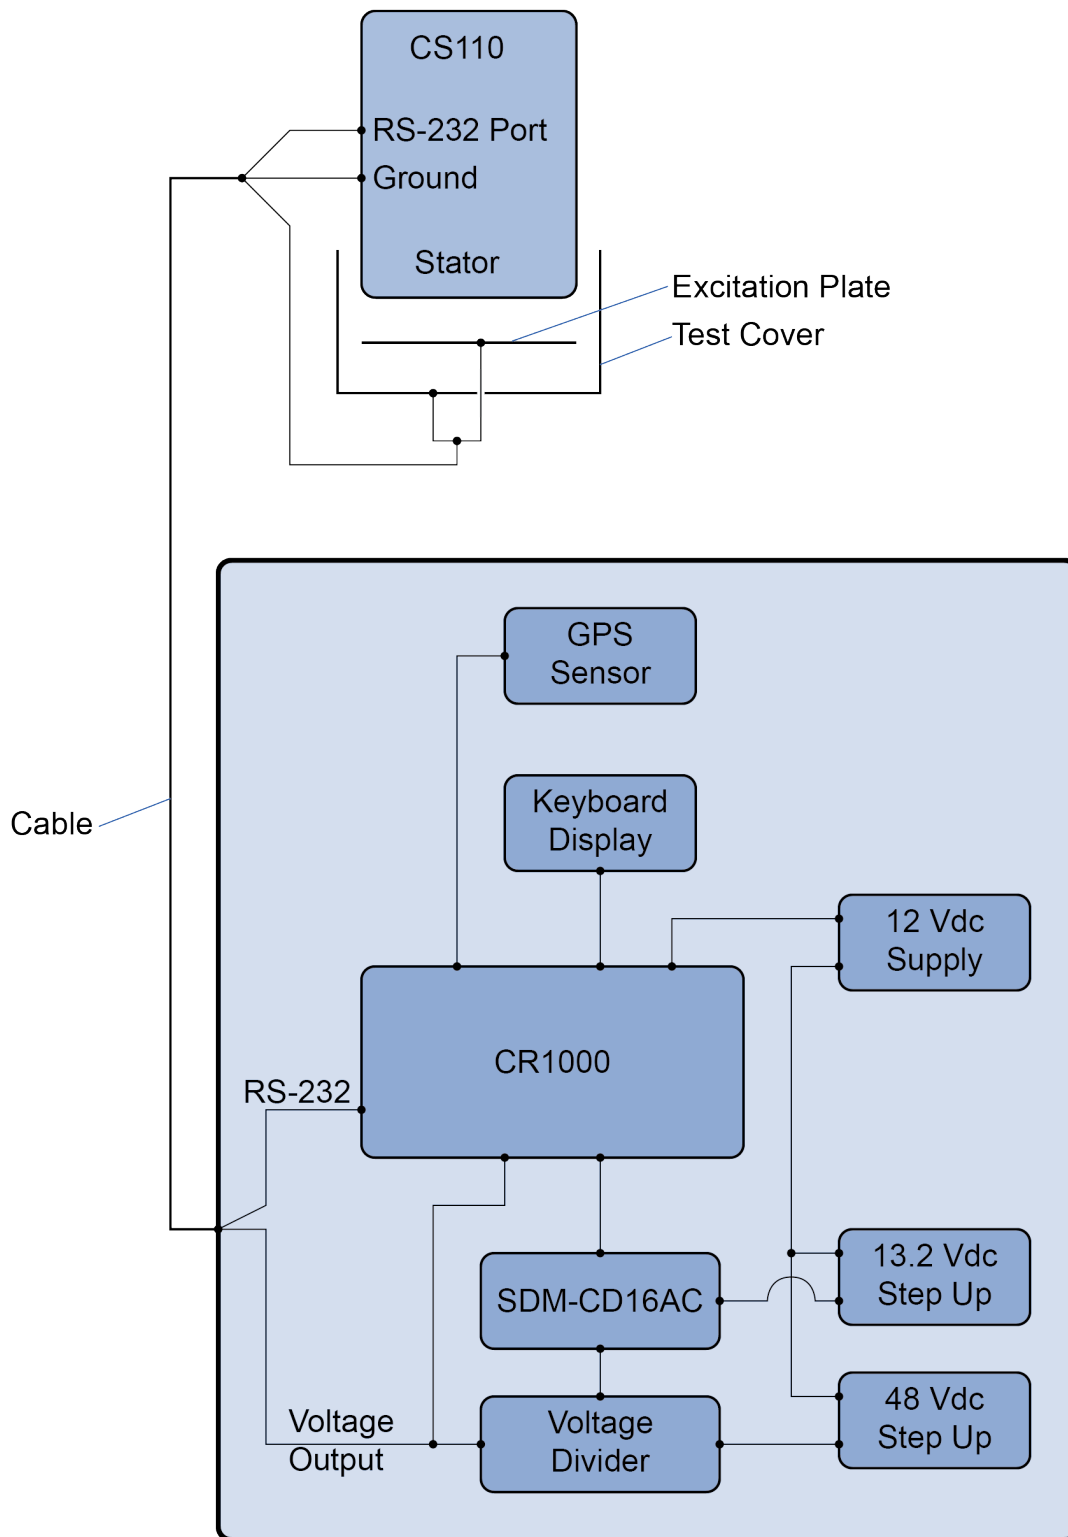 CS110
RS-232 Port
Ground
Stator
Excitation Plate
Test Cover
GPS
Sensor
Keyboard
Display
Cable
12 Vdc
Supply
CR1000
RS-232
13.2 Vdc
Step Up
SDM-CD16AC
48 Vdc
Step Up
Voltage
Output
Voltage
Divider